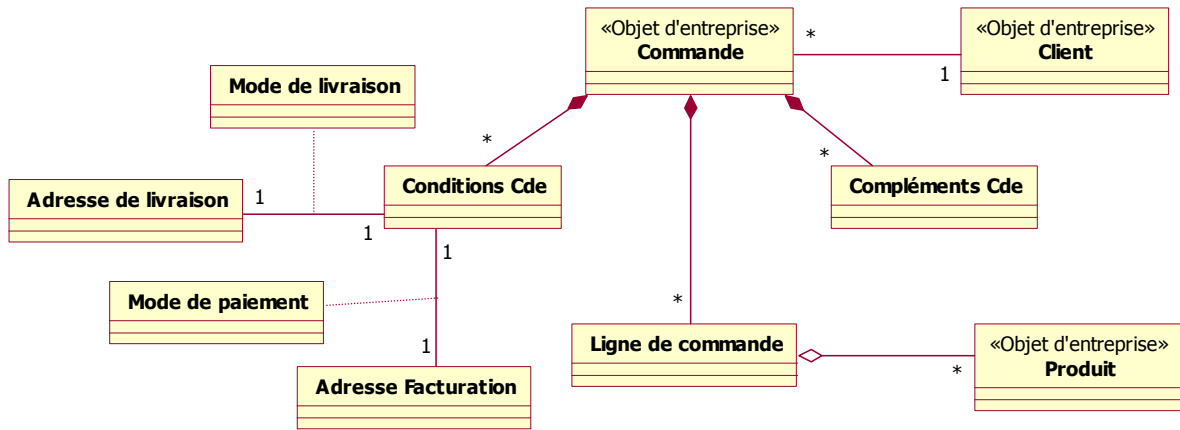 «Objet d'entreprise»
Commande
*
1
«Objet d'entreprise»
Client
Mode de livraison
*
*
Conditions Cde
Compléments Cde
Adresse de livraison
1
1
1
Mode de paiement
*
1
Ligne de commande
*
«Objet d'entreprise»
Produit
Adresse Facturation